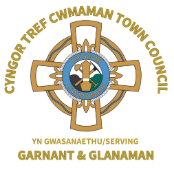 CYNGOR TREF CWMAMAN TOWN COUNCIL
YN GWASANAETHU/SERVING
GARNANT & GLANAMAN